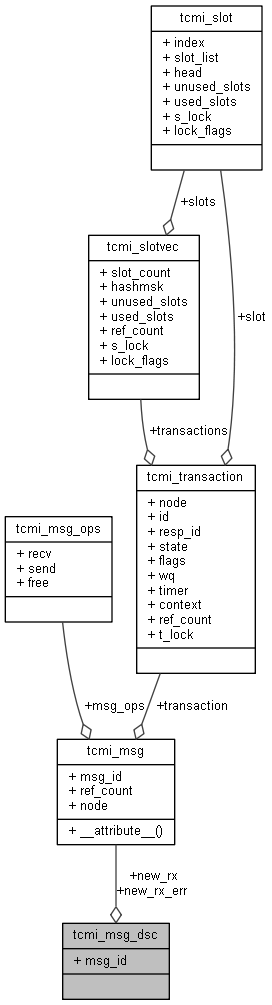 tcmi_slot
+ index
+ slot_list
+ head
+ unused_slots
+ used_slots
+ s_lock
+ lock_flags
+slots
tcmi_slotvec
+ slot_count
+ hashmsk
+ unused_slots
+ used_slots
+ ref_count
+ s_lock
+ lock_flags
+slot
+transactions
tcmi_transaction
+ node
+ id
+ resp_id
+ state
+ flags
+ wq
+ timer
+ context
+ ref_count
+ t_lock
tcmi_msg_ops
+ recv
+ send
+ free
+msg_ops
+transaction
tcmi_msg
+ msg_id
+ ref_count
+ node
+ __attribute__()
+new_rx
+new_rx_err
tcmi_msg_dsc
+ msg_id